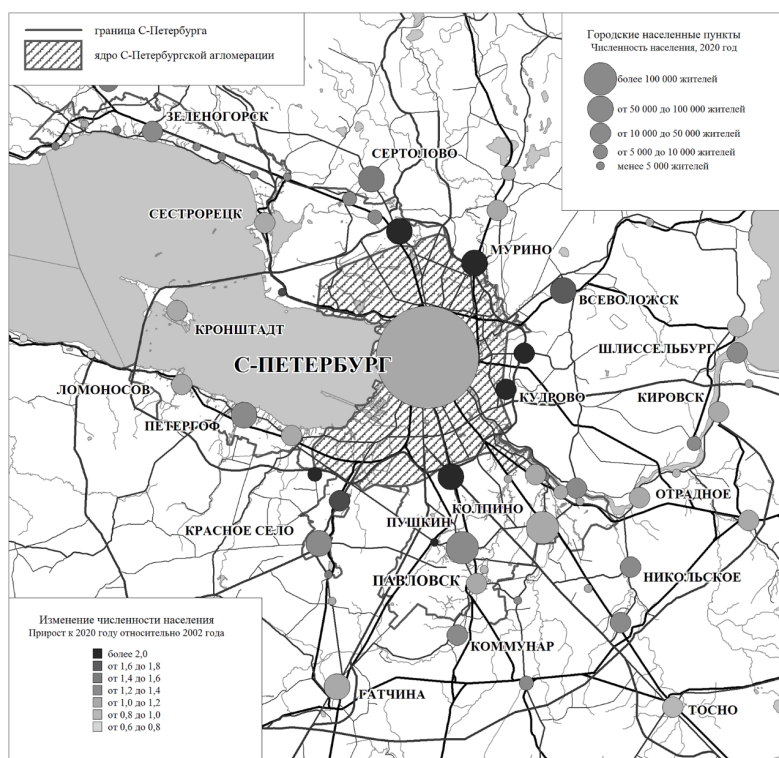 граница С-Петербурга
ядро С-Петербургской агломерации
Городские населенные пункты
Численность населения, 2020 год
более 100 000 жителей
от 50 000 до 100 000 жителей
от 10 000 до 50 000 жителей
от 5 000 до 10 000 жителей
менее 5 000 жителей
ЗЕЛЕНОГОРСК
СЕРТОЛОВО
СЕСТРОРЕЦК
МУРИНО
ВСЕВОЛОЖСК
КРОНШТАДТ
ШЛИССЕЛЬБУРГ
С-ПЕТЕРБУРГ
ЛОМОНОСОВ
КУДРОВО
КИРОВСК
ПЕТЕРГОФ
ОТРАДНОЕ
КОЛПИНО
ПУШКИН
КРАСНОЕ СЕЛО
НИКОЛЬСКОЕ
ПАВЛОВСК
КОММУНАР
ГАТЧИНА
ТОСНО
Изменение численности населения
Прирост к 2020 году относительно 2002 года
более 2,0
от 1,6 до 1,8
от 1,4 до 1,6
от 1,2 до 1,4
от 1,0 до 1,2
от 0,8 до 1,0
от 0,6 до 0,8